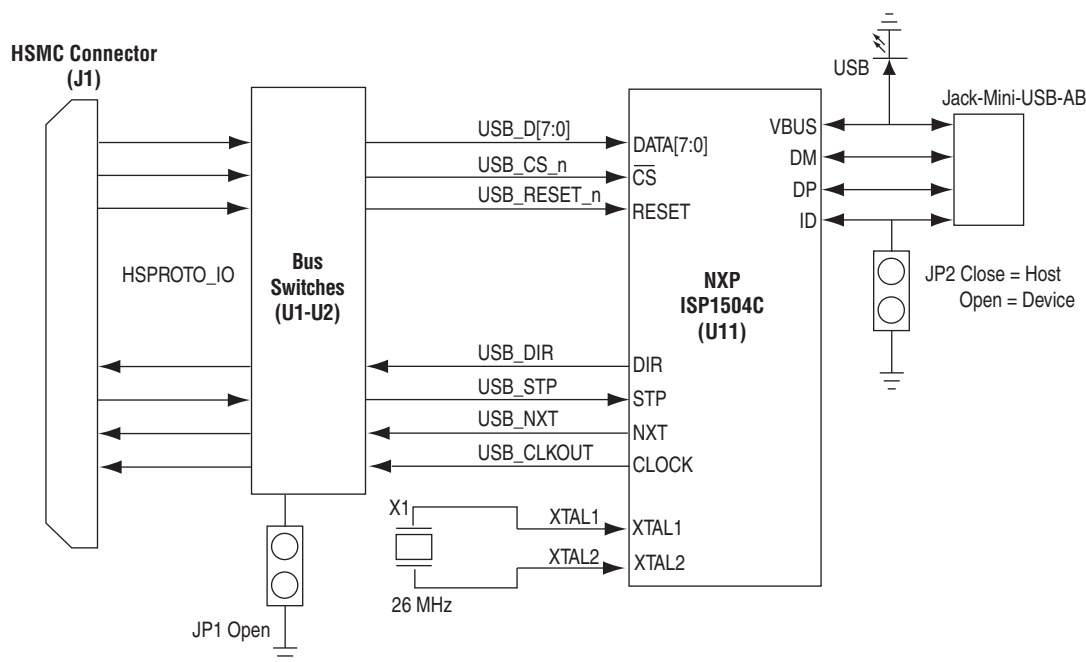 HSMC Connector
(J1)
USB
Jack-Mini-USB-AB
USB_D[7:0]
DATA[7:0]
VBUS
USB_CS_n
CS
DM
USB_RESET_n
RESET
DP
ID
HSPROTO_IO
Bus
Switches
(U1-U2)
NXP
ISP1504C
(U11)
JP2 Close = Host
Open = Device
USB_DIR
DIR
USB_STP
STP
USB_NXT
NXT
USB_CLKOUT
CLOCK
X1
XTAL1
XTAL1
XTAL2
XTAL2
26 MHz
JP1 Open